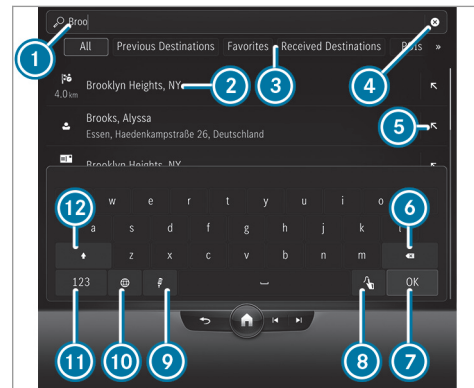 Broo
All Previous Destinations Favorites Received Destinations POIs »
Brooklyn Heights, NY
4,0 km
Brooks, Alyssa
Essen, Haedenkampstraße 26, Deutschland
Brooklyn Heights, NY
w e r t y u i o
a s d f g h j k l
z x c v b n m
123 OK
1
2
3
4
5
6
7
8
9
10
11
12